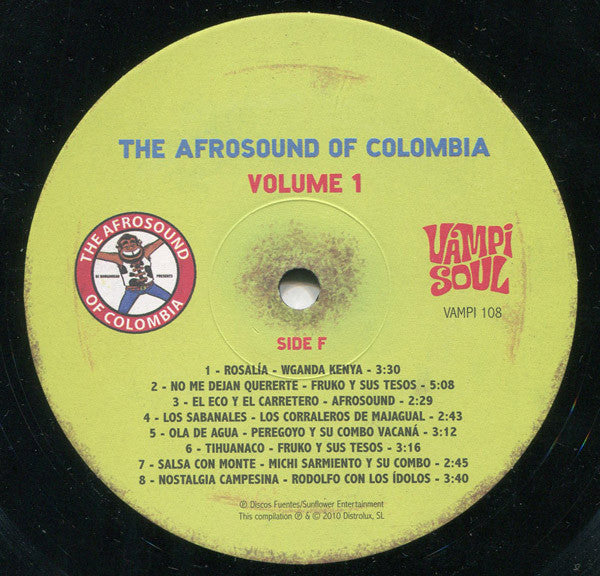 THE AFROSOUND OF COLOMBIA
VOLUME 1
THE AFROSOUND
OF COLOMBIA
VAMPI
SOUL
VAMPI 108
SIDE F
1 - ROSALÍA - WGANDA KENYA - 3:30
2 - NO ME DEJAN QUERERTE - FRUKO Y SUS TESOS - 5:08
3 - EL ECO Y EL CARRETERO - AFROSOUND - 2:29
4 - LOS SABANALES - LOS CORRALEROS DE MAJAGUAL - 2:43
5 - OLA DE AGUA - PEREGOYO Y SU COMBO VACANÁ - 3:12
6 - TIHUANACO - FRUKO Y SUS TESOS - 3:16
7 - SALSA CON MONTE - MICHI SARMIENTO Y SU COMBO - 2:45
8 - NOSTALGIA CAMPESINA - RODOLFO CON LOS ÍDOLOS - 3:40
℗ Discos Fuentes/Sunflower Entertainment
This compilation ℗ & © 2010 Distrolux, SL